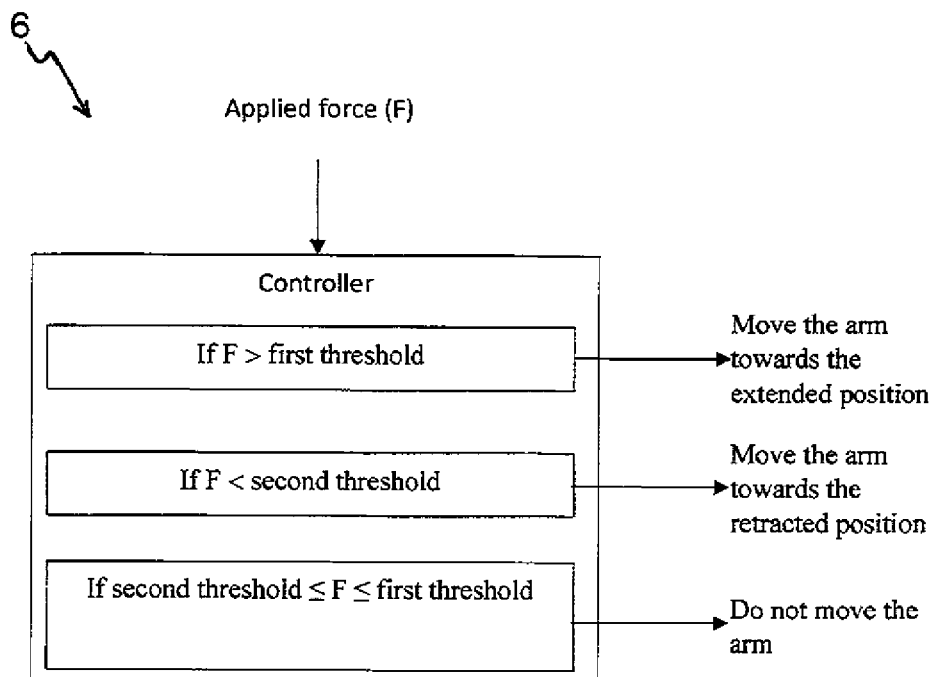 6
Applied force (F)
Controller
If F > first threshold
Move the arm
towards the
extended position
If F < second threshold
Move the arm
towards the
retracted position
If second threshold ≤ F ≤ first threshold
Do not move the
arm